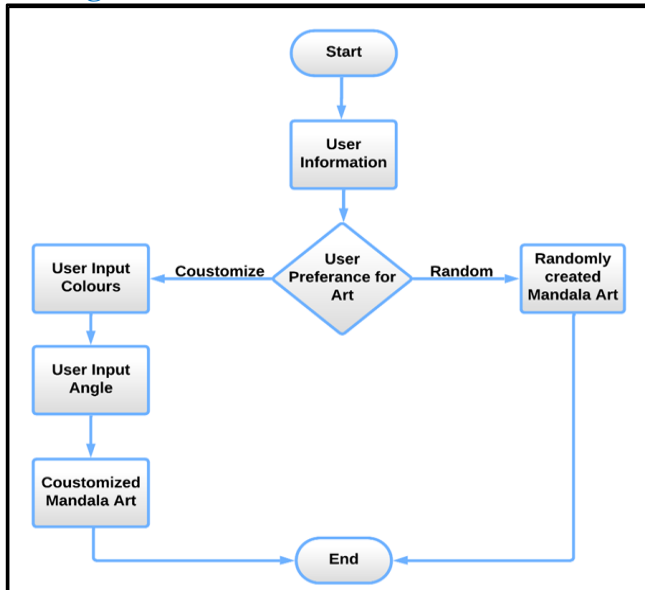 Start
User
Information
User
Preferance for
Art
Coustomize
Random
User Input
Colours
Randomly
created
Mandala Art
User Input
Angle
Coustomized
Mandala Art
End